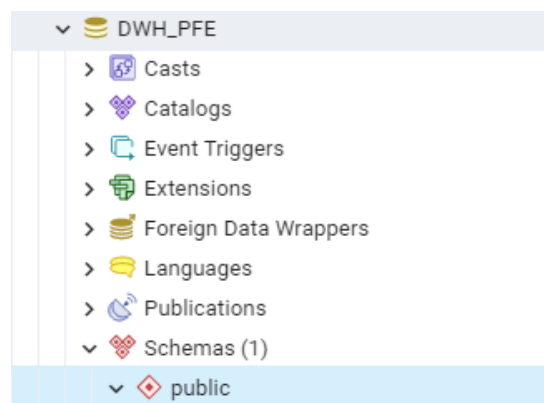 DWH_PFE
Casts
Catalogs
Event Triggers
Extensions
Foreign Data Wrappers
Languages
Publications
Schemas (1)
public